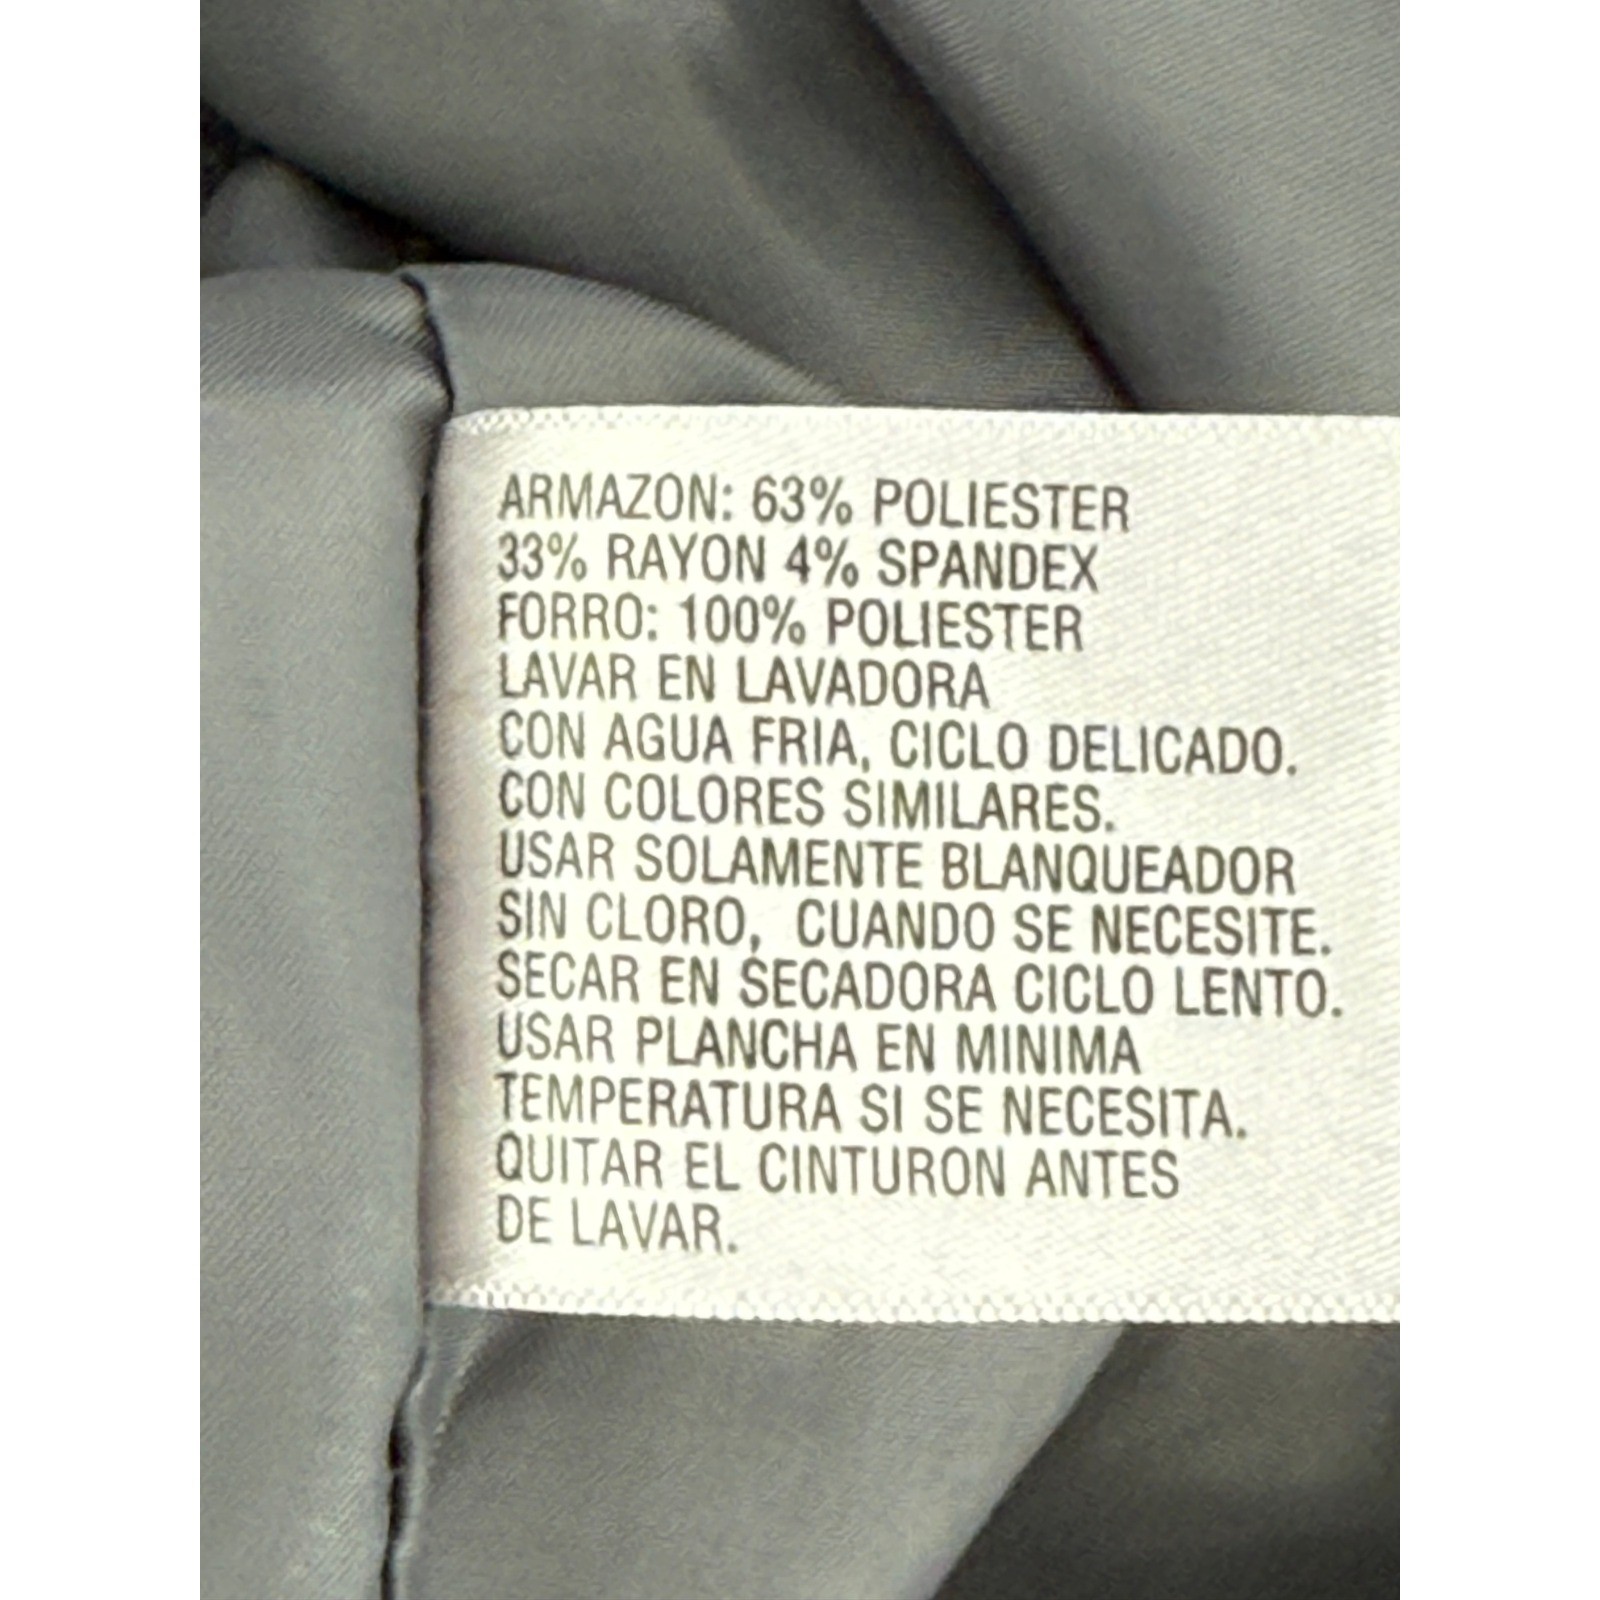 ARMAZON: 63% POLIESTER
33% RAYON 4% SPANDEX
FORRO: 100% POLIESTER
LAVAR EN LAVADORA
CON AGUA FRIA, CICLO DELICADO.
CON COLORES SIMILARES.
USAR SOLAMENTE BLANQUEADOR
SIN CLORO, CUANDO SE NECESITE.
SECAR EN SECADORA CICLO LENTO.
USAR PLANCHA EN MINIMA
TEMPERATURA SI SE NECESITA.
QUITAR EL CINTURON ANTES
DE LAVAR.